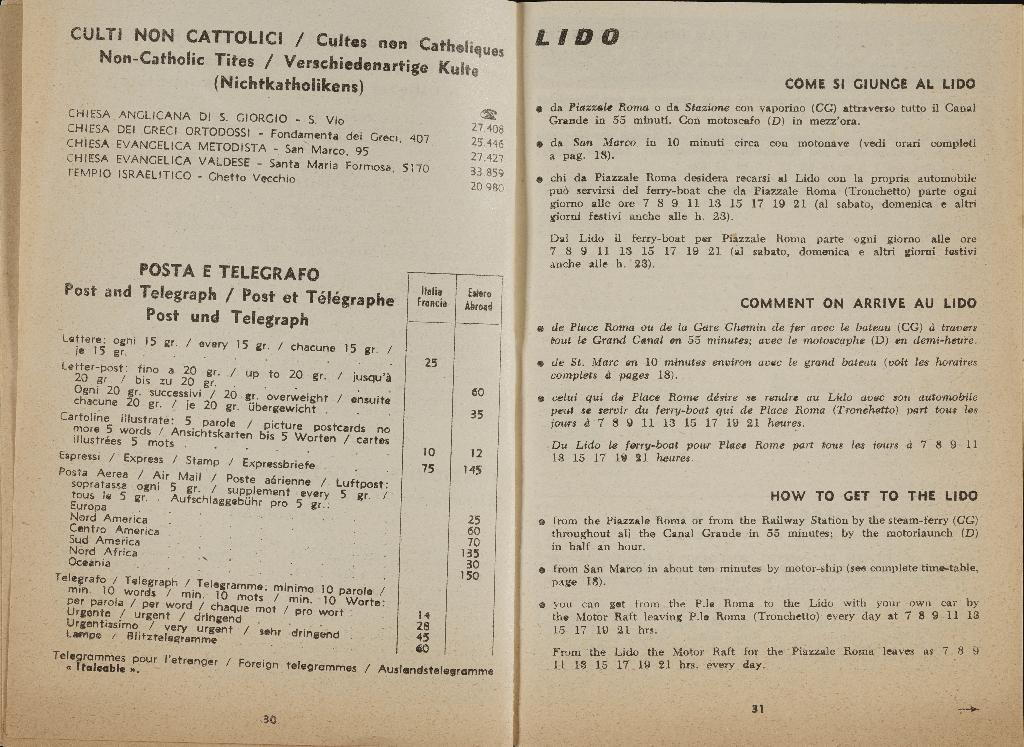 CULTI NON CATTOLICI / Cultes non Catholiques
Non-Catholic Tites / Verschiedenartige Kulte
(Nichtkatholikens)
☎
CHIESA ANGLICANA DI S. GIORGIO - S. Vio 27.408
CHIESA DEI GRECI ORTODOSSI - Fondamenta dei Greci, 407 25.446
CHIESA EVANGELICA METODISTA - San Marco, 95 27.427
CHIESA EVANGELICA VALDESE - Santa Maria Formosa, 5170 33.859
TEMPIO ISRAELITICO - Ghetto Vecchio 20 980
POSTA E TELEGRAFO
Post and Telegraph / Post et Télégraphe
Post und Telegraph
Italia Estero
Francia Abroad
Lettere: ogni 15 gr. / every 15 gr. / chacune 15 gr. /
je 15 gr. 25
Letter-post: fino a 20 gr. / up to 20 gr. / jusqu'à
20 gr / bis zu 20 gr. 60
Ogni 20 gr. successivi / 20 gr. overweight / ensuite
chacune 20 gr. / je 20 gr. übergewicht . 35
Cartoline illustrate: 5 parole / picture postcards no
more 5 words / Ansichtskarten bis 5 Worten / cartes
illustrées 5 mots . 10 12
Espressi / Express / Stamp / Expressbriefe 75 145
Posta Aerea / Air Mail / Poste aérienne / Luftpost:
sopratasse ogni 5 gr. / supplement every 5 gr. /
tous le 5 gr. . Aufschlaggebühr pro 5 gr.:
Europa 25
Nord America 60
Centro America 70
Sud America 135
Nord Africa 30
Oceania 150
Telegrafo / Telegraph / Telegramme: minimo 10 parole /
min. 10 words / min. 10 mots / min. 10 Worte:
per parola / per word / chaque mot / pro wort 14
Urgente / urgent / dringend 28
Urgentissimo / very urgent / sehr dringend 45
Lampo / Blitztelegramme 60
Telegrammes pour l'etranger / Foreign telegrammes / Auslandstelegramme
« Italcable ».
30
LIDO
COME SI GIUNGE AL LIDO
• da Piazzale Roma o da Stazione con vaporino (CG) attraverso tutto il Canal
Grande in 55 minuti. Con motoscafo (D) in mezz'ora.
• da San Marco in 10 minuti circa con motonave (vedi orari completi
a pag. 18).
• chi da Piazzale Roma desidera recarsi al Lido con la propria automobile
può servirsi del ferry-boat che da Piazzale Roma (Tronchetto) parte ogni
giorno alle ore 7 8 9 11 13 15 17 19 21 (al sabato, domenica e altri
giorni festivi anche alle h. 23).
Dal Lido il ferry-boat per Piazzale Roma parte ogni giorno alle ore
7 8 9 11 13 15 17 19 21 (al sabato, domenica e altri giorni festivi
anche alle h. 23).
COMMENT ON ARRIVE AU LIDO
• de Place Roma ou de la Gare Chemin de fer avec le bateau (CG) à travers
tout le Grand Canal en 55 minutes; avec le motoscaphe (D) en demi-heure.
• de St. Marc en 10 minutes environ avec le grand bateau (voit les horaires
complets à pages 18).
• celui qui de Place Rome désire se rendre au Lido avec son automobile
peut se servir du ferry-boat qui de Place Roma (Tronchetto) part tous les
jours à 7 8 9 11 13 15 17 19 21 heures.
Du Lido le ferry-boat pour Place Rome part tous les jours à 7 8 9 11
13 15 17 19 21 heures.
HOW TO GET TO THE LIDO
• from the Piazzale Roma or from the Railway Station by the steam-ferry (CG)
throughout all the Canal Grande in 55 minutes; by the motorlaunch (D)
in half an hour.
• from San Marco in about ten minutes by motor-ship (see complete time-table,
page 18).
• you can get from the P.le Roma to the Lido with your own car by
the Motor Raft leaving P.le Roma (Tronchetto) every day at 7 8 9 11 13
15 17 19 21 hrs.
From the Lido the Motor Raft for the Piazzale Roma leaves as 7 8 9
11 13 15 17 19 21 hrs. every day.
31 →